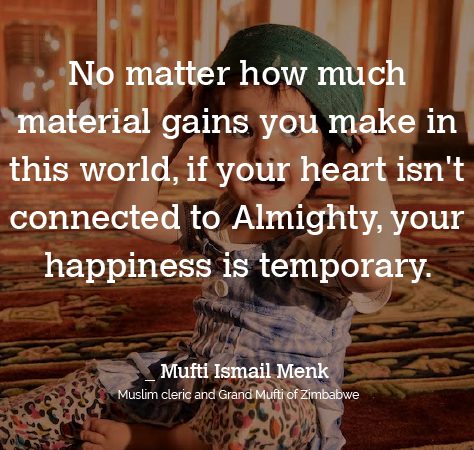 No matter how much
material gains you make in
this world, if your heart isn't
connected to Almighty, your
happiness is temporary.
_ Mufti Ismail Menk
Muslim cleric and Grand Mufti of Zimbabwe